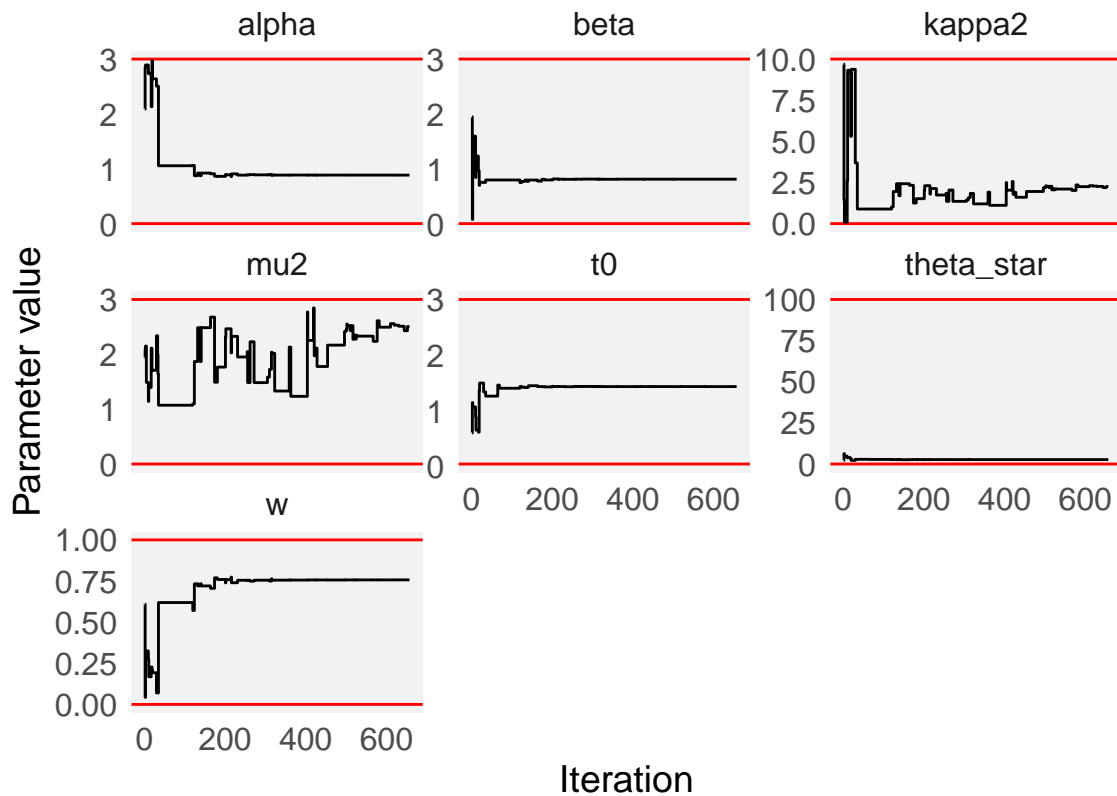 alpha beta kappa2
3 3 10.0
2 2 7.5
5.0
1 1 2.5
0 0 0.0
mu2 t0 theta_star
3 3 100
2 2 75
50
1 1 25
0 0 0
0 200 400 600 0 200 400 600
w
1.00
0.75
0.50
0.25
0.00
0 200 400 600
Parameter value
Iteration